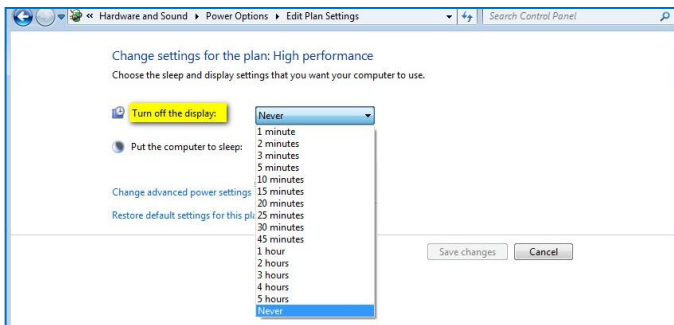 « Hardware and Sound ▸ Power Options ▸ Edit Plan Settings
Search Control Panel
Change settings for the plan: High performance
Choose the sleep and display settings that you want your computer to use.
Turn off the display:
Never
Put the computer to sleep:
1 minute
2 minutes
3 minutes
5 minutes
10 minutes
15 minutes
20 minutes
25 minutes
30 minutes
45 minutes
1 hour
2 hours
3 hours
4 hours
5 hours
Never
Change advanced power settings
Restore default settings for this pl
Save changes
Cancel